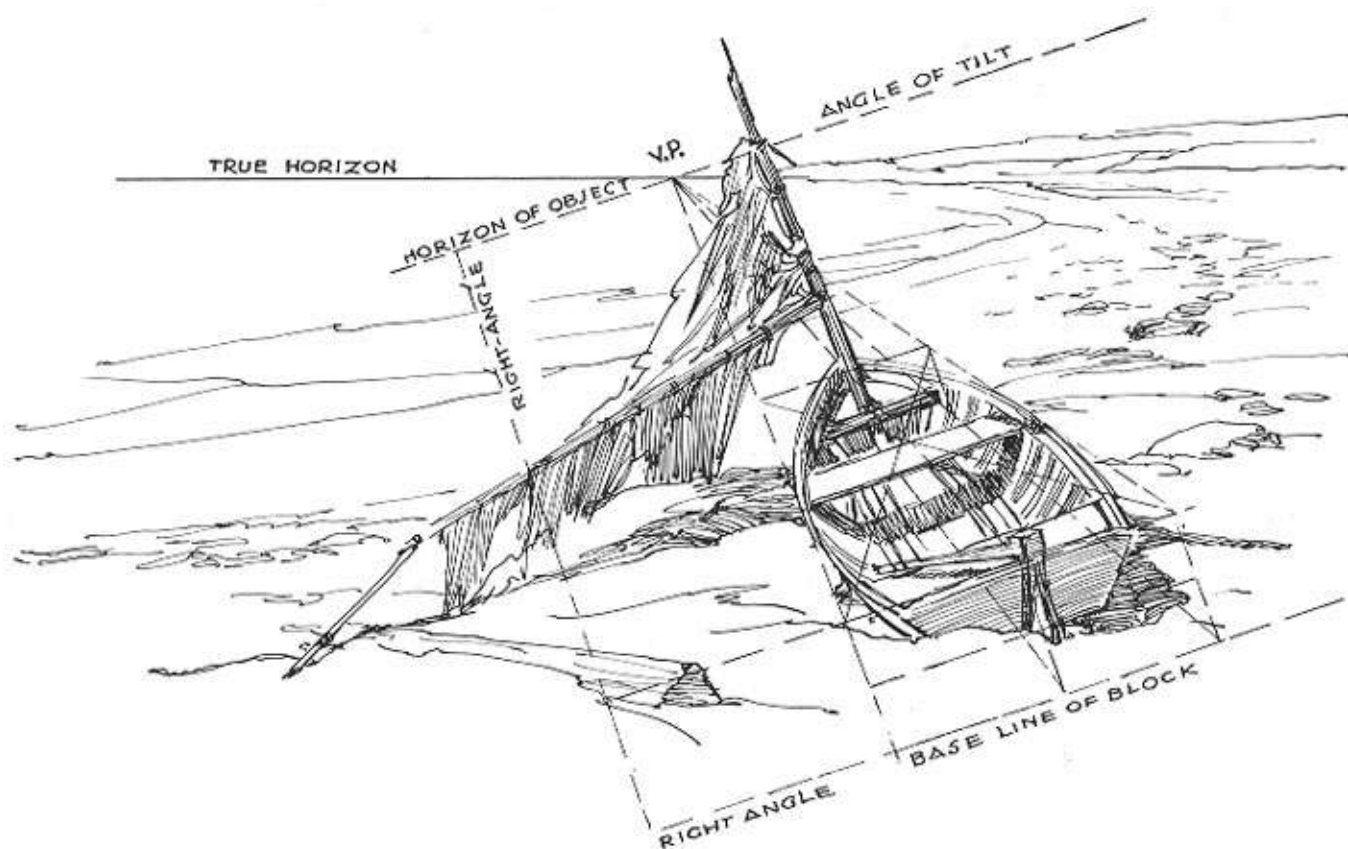 ANGLE OF TILT
V.P.
TRUE HORIZON
HORIZON OF OBJECT
RIGHT-ANGLE
BASE LINE OF BLOCK
RIGHT ANGLE